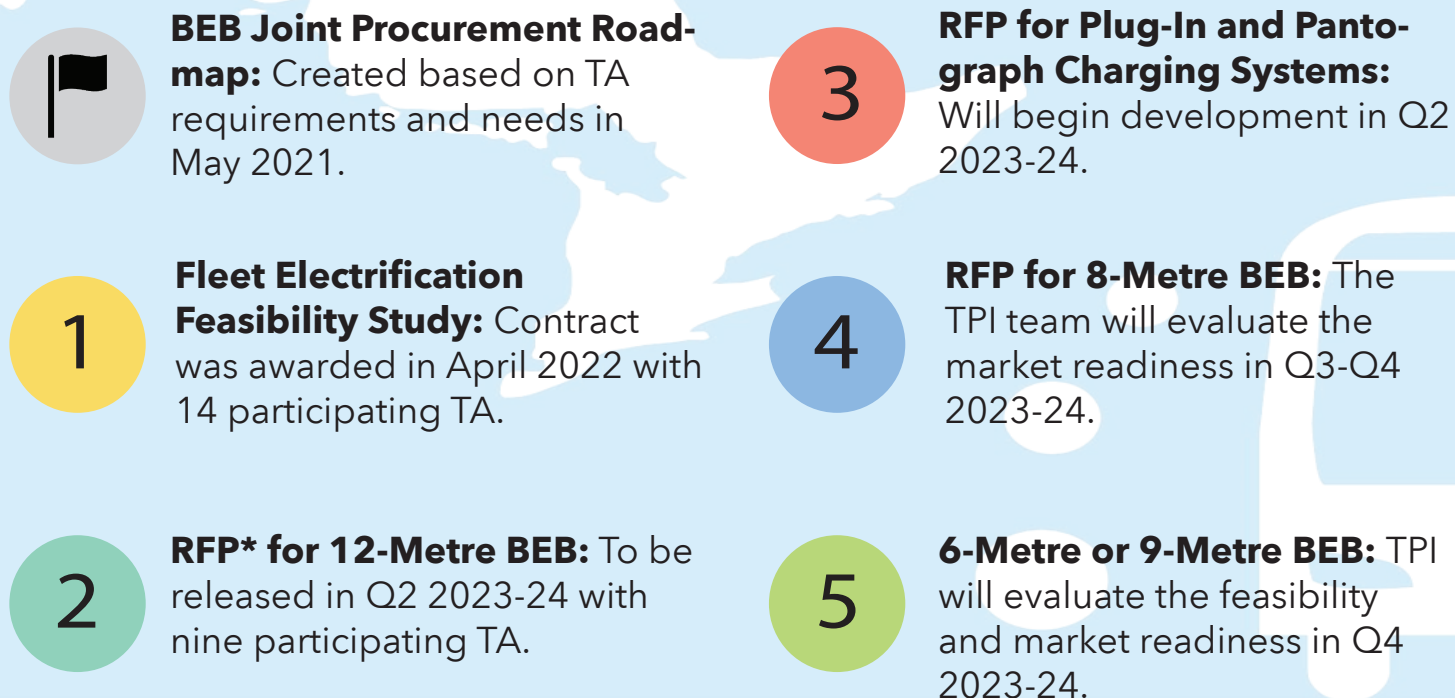 BEB Joint Procurement Road-
map: Created based on TA
requirements and needs in
May 2021.
1
Fleet Electrification
Feasibility Study: Contract
was awarded in April 2022 with
14 participating TA.
2
RFP* for 12-Metre BEB: To be
released in Q2 2023-24 with
nine participating TA.
3
RFP for Plug-In and Panto-
graph Charging Systems:
Will begin development in Q2
2023-24.
4
RFP for 8-Metre BEB: The
TPI team will evaluate the
market readiness in Q3-Q4
2023-24.
5
6-Metre or 9-Metre BEB: TPI
will evaluate the feasibility
and market readiness in Q4
2023-24.